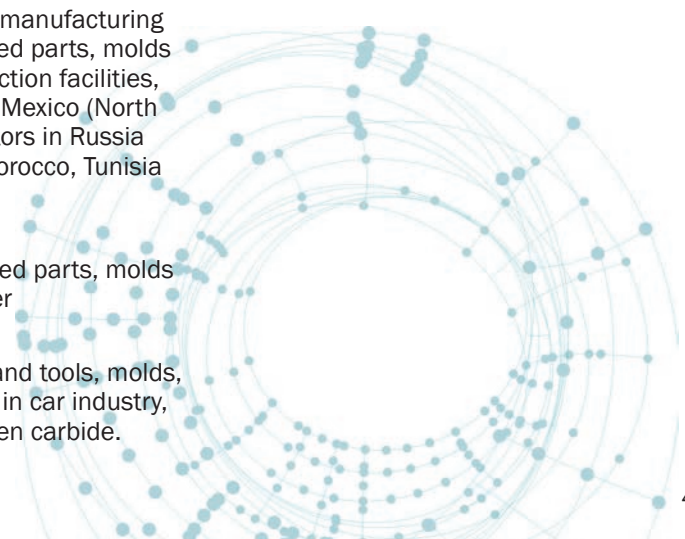 manufacturing
ed parts, molds
ction facilities,
Mexico (North
ors in Russia
orocco, Tunisia
ed parts, molds
er
and tools, molds,
in car industry,
en carbide.